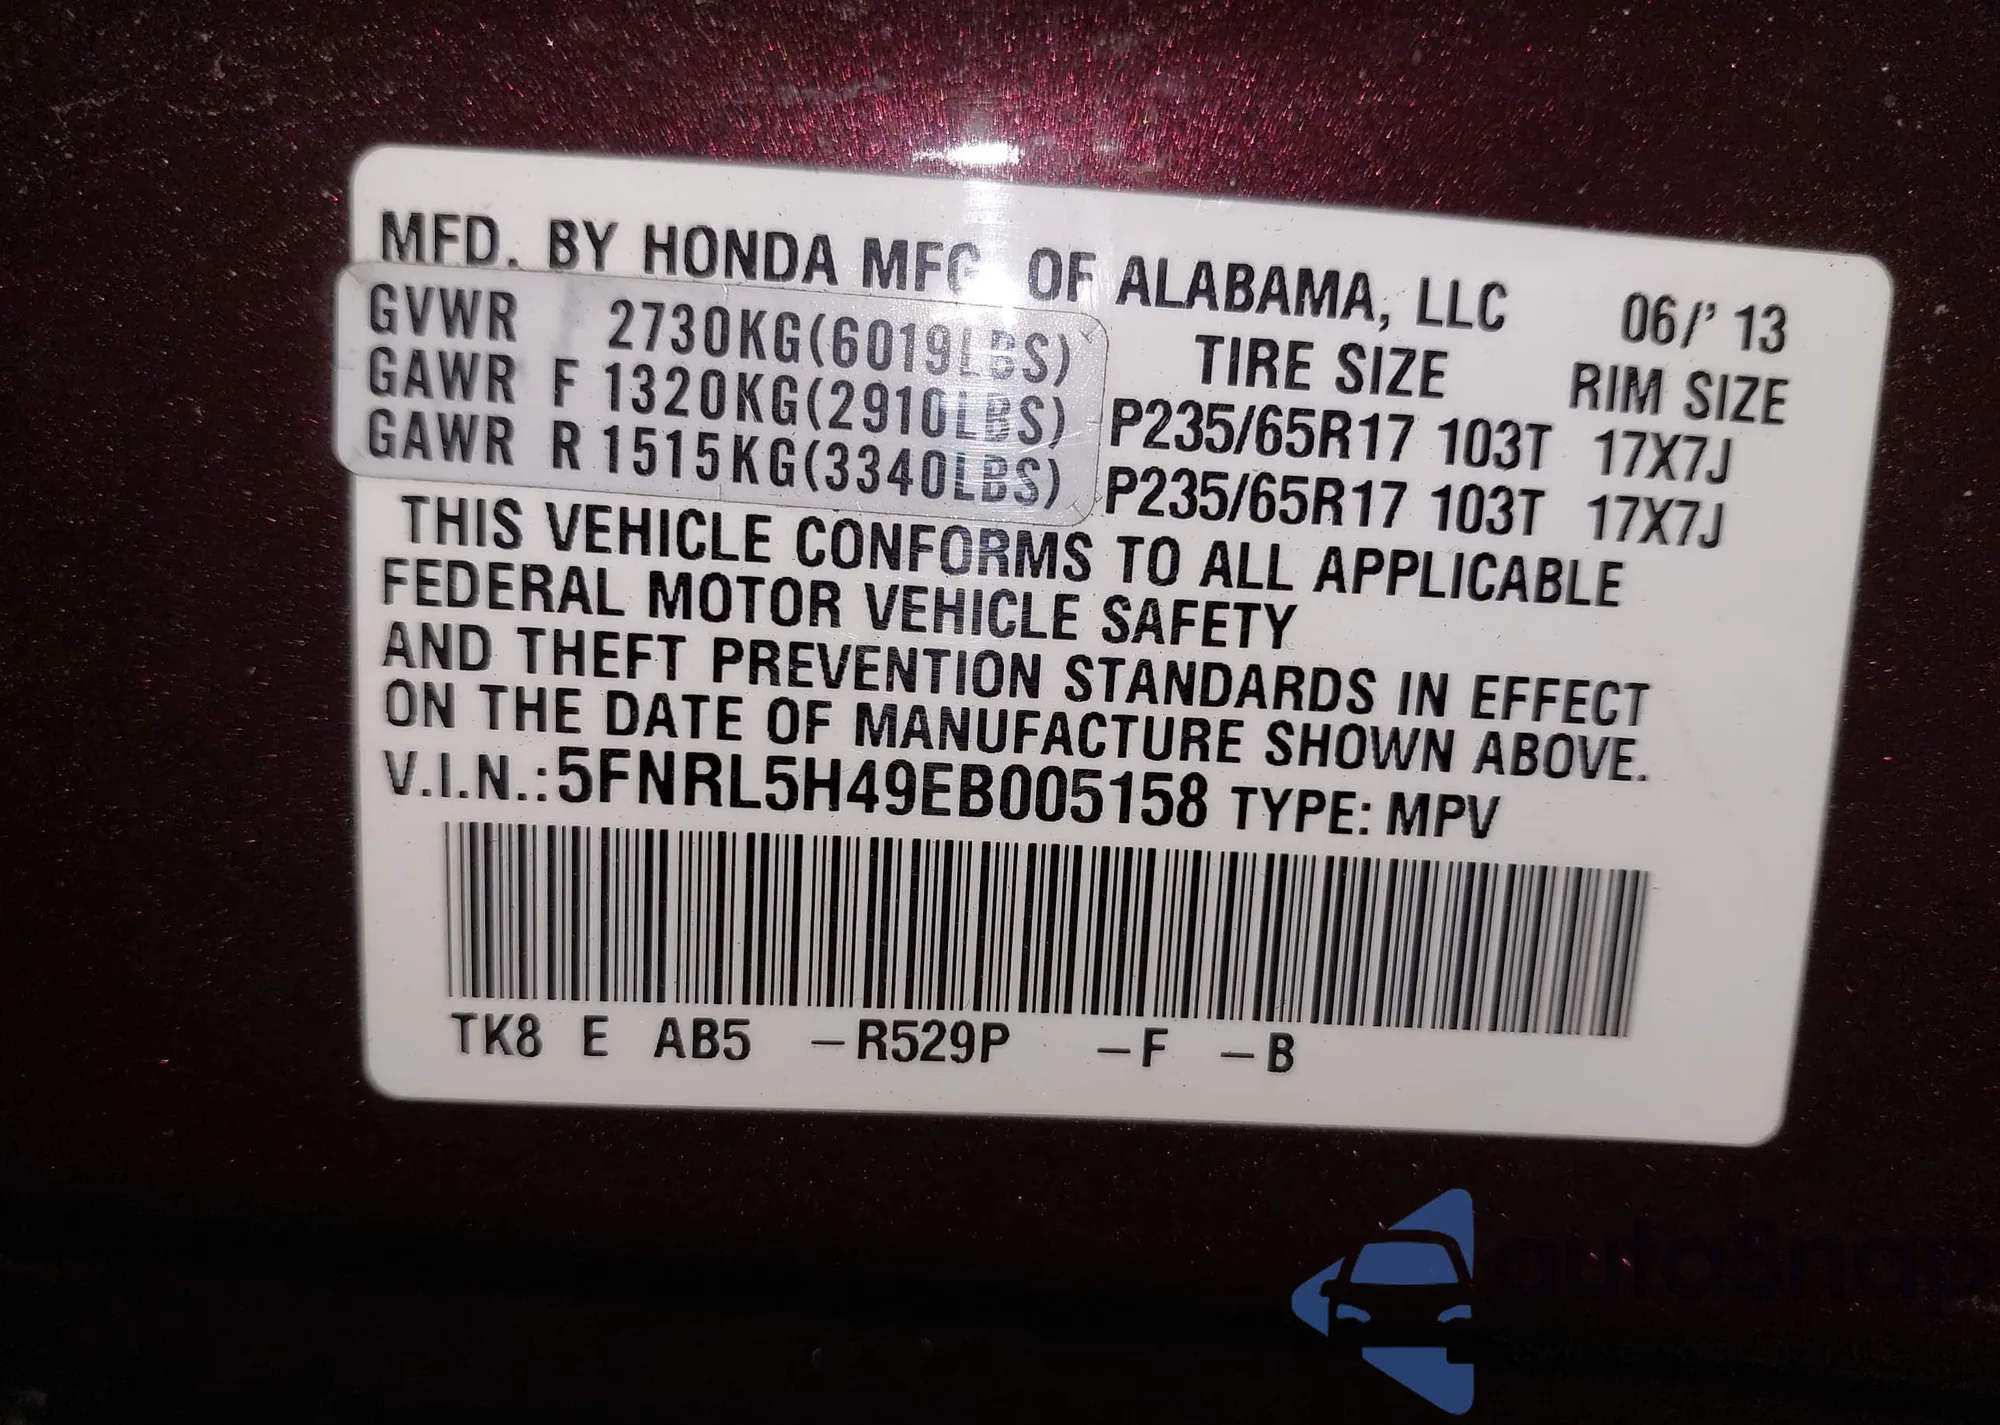 MFD. BY HONDA MFG. OF ALABAMA, LLC 06/' 13
TIRE SIZE RIM SIZE
GVWR 2730KG(6019LBS)
GAWR F 1320KG(2910LBS) P235/65R17 103T 17X7J
GAWR R 1515KG(3340LBS) P235/65R17 103T 17X7J
THIS VEHICLE CONFORMS TO ALL APPLICABLE
FEDERAL MOTOR VEHICLE SAFETY
AND THEFT PREVENTION STANDARDS IN EFFECT
ON THE DATE OF MANUFACTURE SHOWN ABOVE.
V.I.N.:5FNRL5H49EB005158 TYPE: MPV
TK8 E AB5 –R529P –F –B
autoSnap